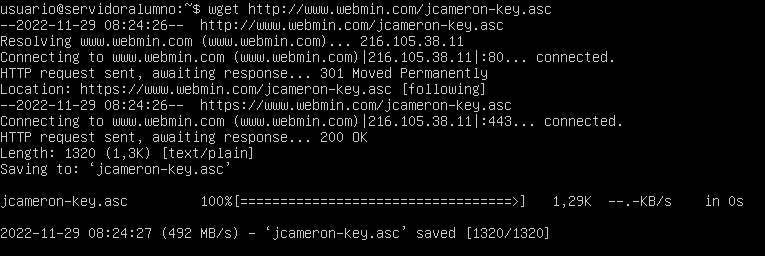 usuario@servidoralumno:~$ wget http://www.webmin.com/jcameron-key.asc
--2022-11-29 08:24:26--  http://www.webmin.com/jcameron-key.asc
Resolving www.webmin.com (www.webmin.com)... 216.105.38.11
Connecting to www.webmin.com (www.webmin.com)|216.105.38.11|:80... connected.
HTTP request sent, awaiting response... 301 Moved Permanently
Location: https://www.webmin.com/jcameron-key.asc [following]
--2022-11-29 08:24:26--  https://www.webmin.com/jcameron-key.asc
Connecting to www.webmin.com (www.webmin.com)|216.105.38.11|:443... connected.
HTTP request sent, awaiting response... 200 OK
Length: 1320 (1,3K) [text/plain]
Saving to: ‘jcameron-key.asc’
jcameron-key.asc          100%[===================================>]   1,29K  --.-KB/s    in 0s
2022-11-29 08:24:27 (492 MB/s) - ‘jcameron-key.asc’ saved [1320/1320]